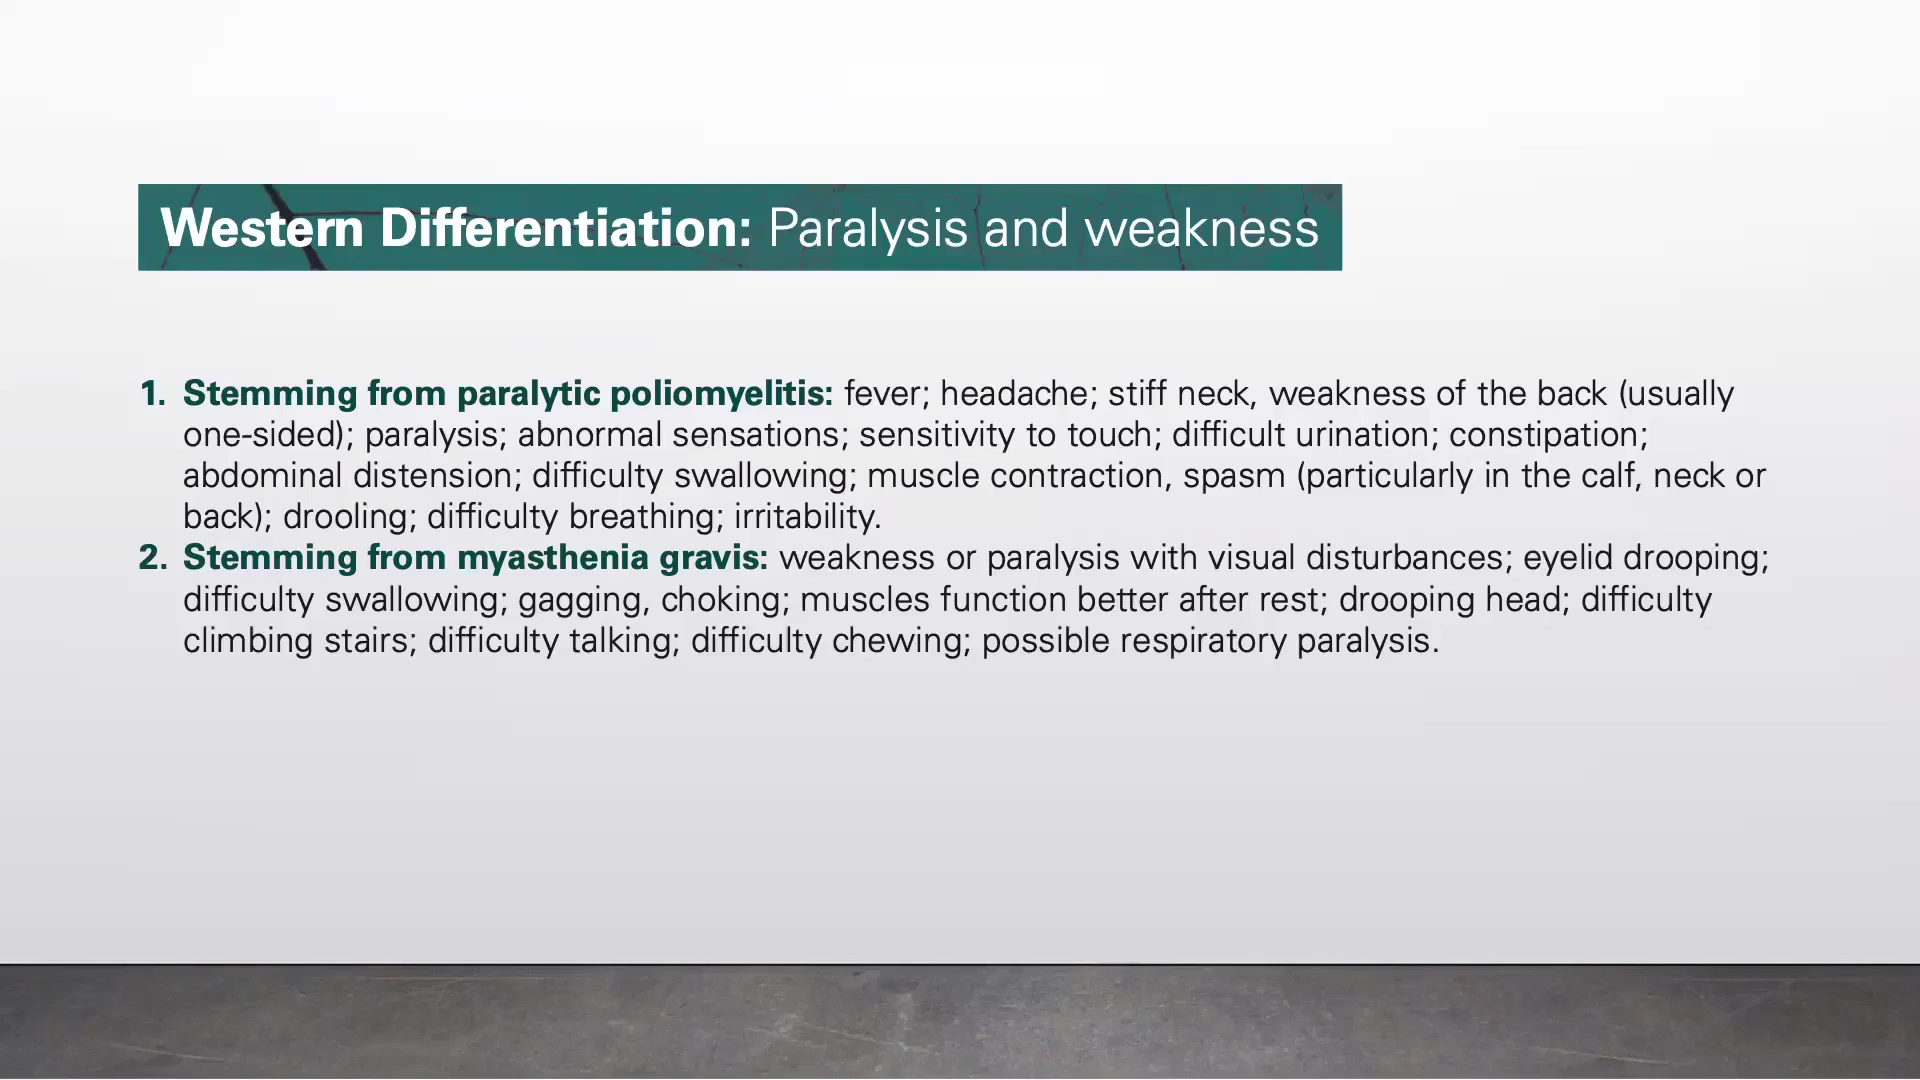 Western Differentiation: Paralysis and weakness
1. Stemming from paralytic poliomyelitis: fever; headache; stiff neck, weakness of the back (usually
one-sided); paralysis; abnormal sensations; sensitivity to touch; difficult urination; constipation;
abdominal distension; difficulty swallowing; muscle contraction, spasm (particularly in the calf, neck or
back); drooling; difficulty breathing; irritability.
2. Stemming from myasthenia gravis: weakness or paralysis with visual disturbances; eyelid drooping;
difficulty swallowing; gagging, choking; muscles function better after rest; drooping head; difficulty
climbing stairs; difficulty talking; difficulty chewing; possible respiratory paralysis.